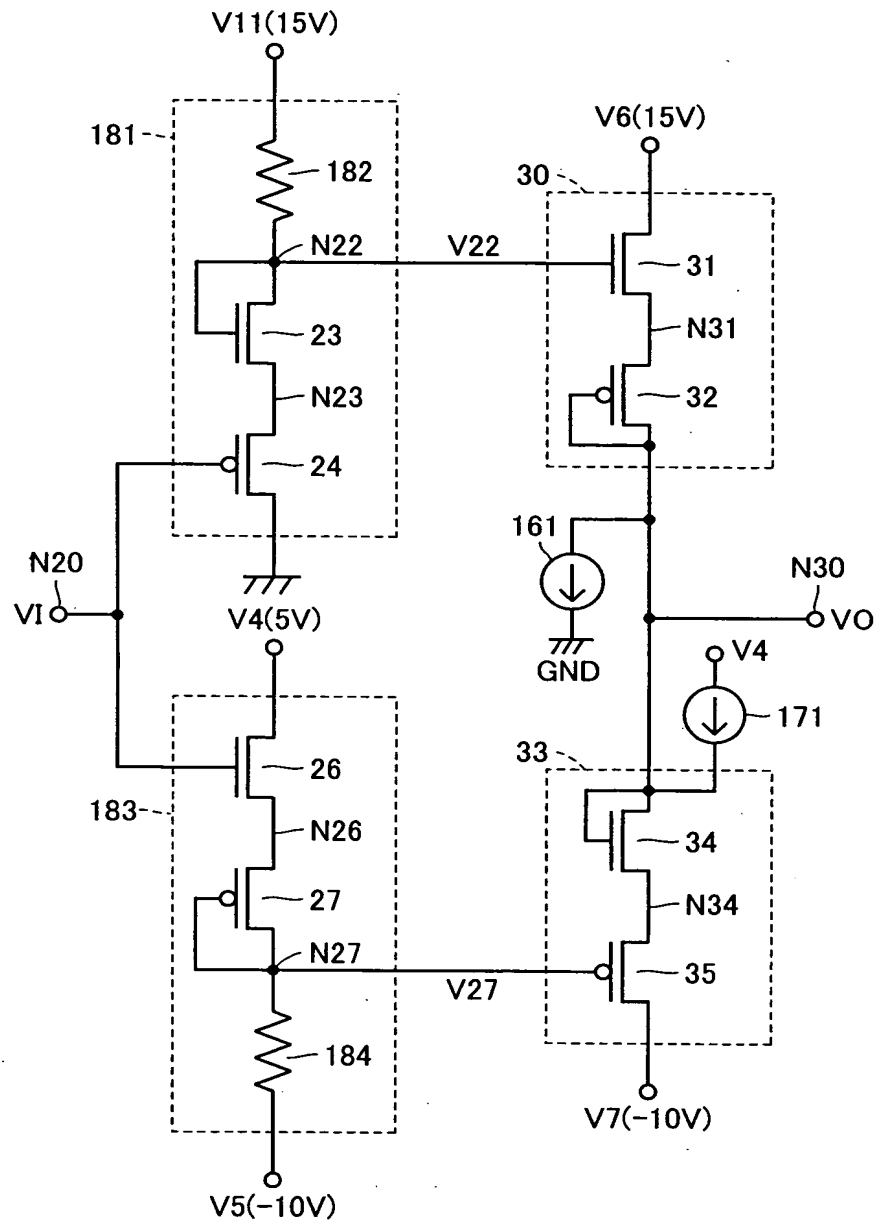 V11(15V)
181
182
N22
V22
23
N23
24
V6(15V)
30
31
N31
32
161
GND
N20
VI
N30
VO
V4(5V)
V4
171
183
26
N26
27
N27
V27
184
V5(-10V)
33
34
N34
35
V7(-10V)